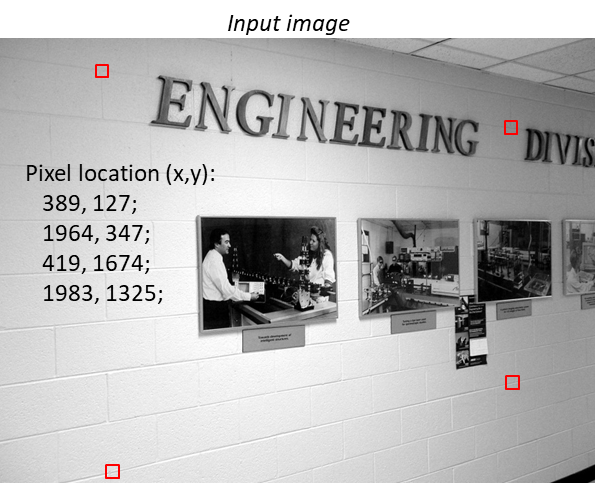 Input image
ENGINEERING DIVIS
Pixel location (x,y):
389, 127;
1964, 347;
419, 1674;
1983, 1325;